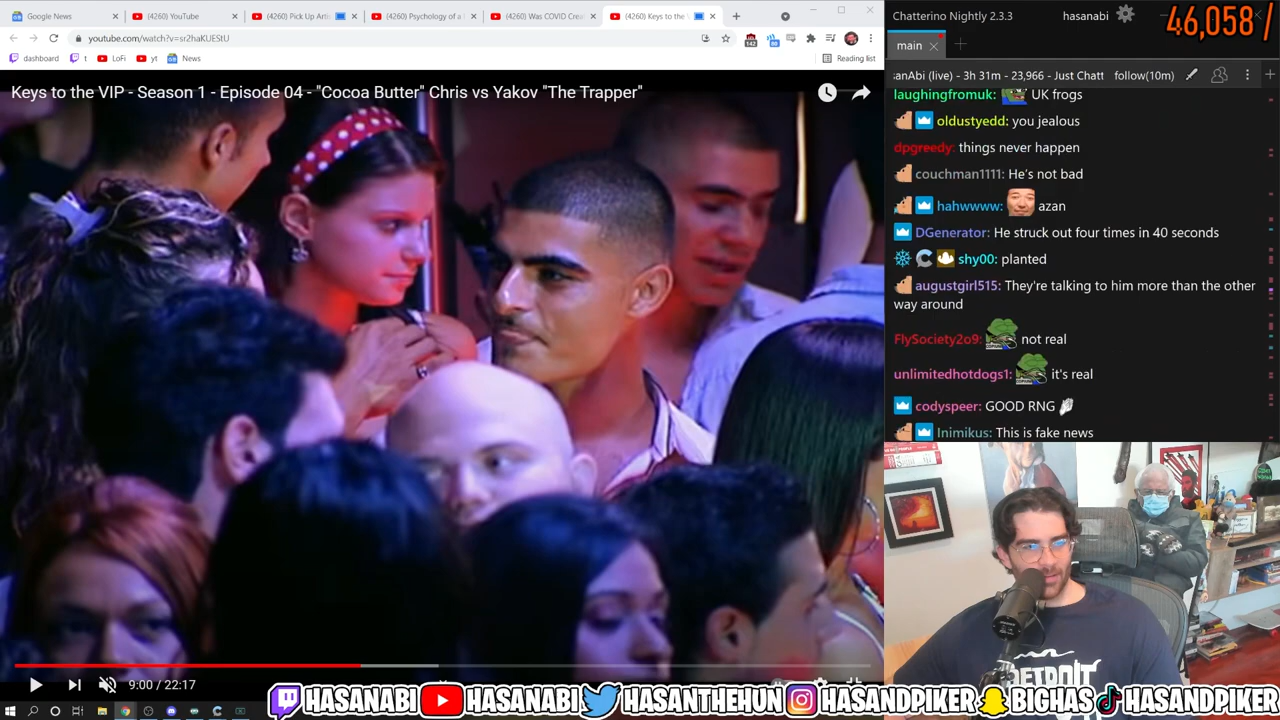 Google News
(4260) YouTube
(4260) Pick Up Artis
(4260) Psychology of a
(4260) Was COVID Crea
(4260) Keys to the V
youtube.com/watch?v=sr2haKUEStU
dashboard
t
LoFi
yt
News
Reading list
Keys to the VIP - Season 1 - Episode 04 - "Cocoa Butter" Chris vs Yakov "The Trapper"
9:00 / 22:17
Chatterino Nightly 2.3.3
hasanabi
46,058 /
main
sanAbi (live) - 3h 31m - 23,966 - Just Chatt
follow(10m)
laughingfromuk: UK frogs
oldustyedd: you jealous
dpgreedy: things never happen
couchman1111: He's not bad
hahwwww: azan
DGenerator: He struck out four times in 40 seconds
shy00: planted
augustgirl515: They're talking to him more than the other
way around
FlySociety2o9: not real
unlimitedhotdogs1: it's real
codyspeer: GOOD RNG
Inimikus: This is fake news
DETROIT
HASANABI
HASANABI
HASANTHEHUN
HASANDPIKER
BIGHAS
HASANDPIKER